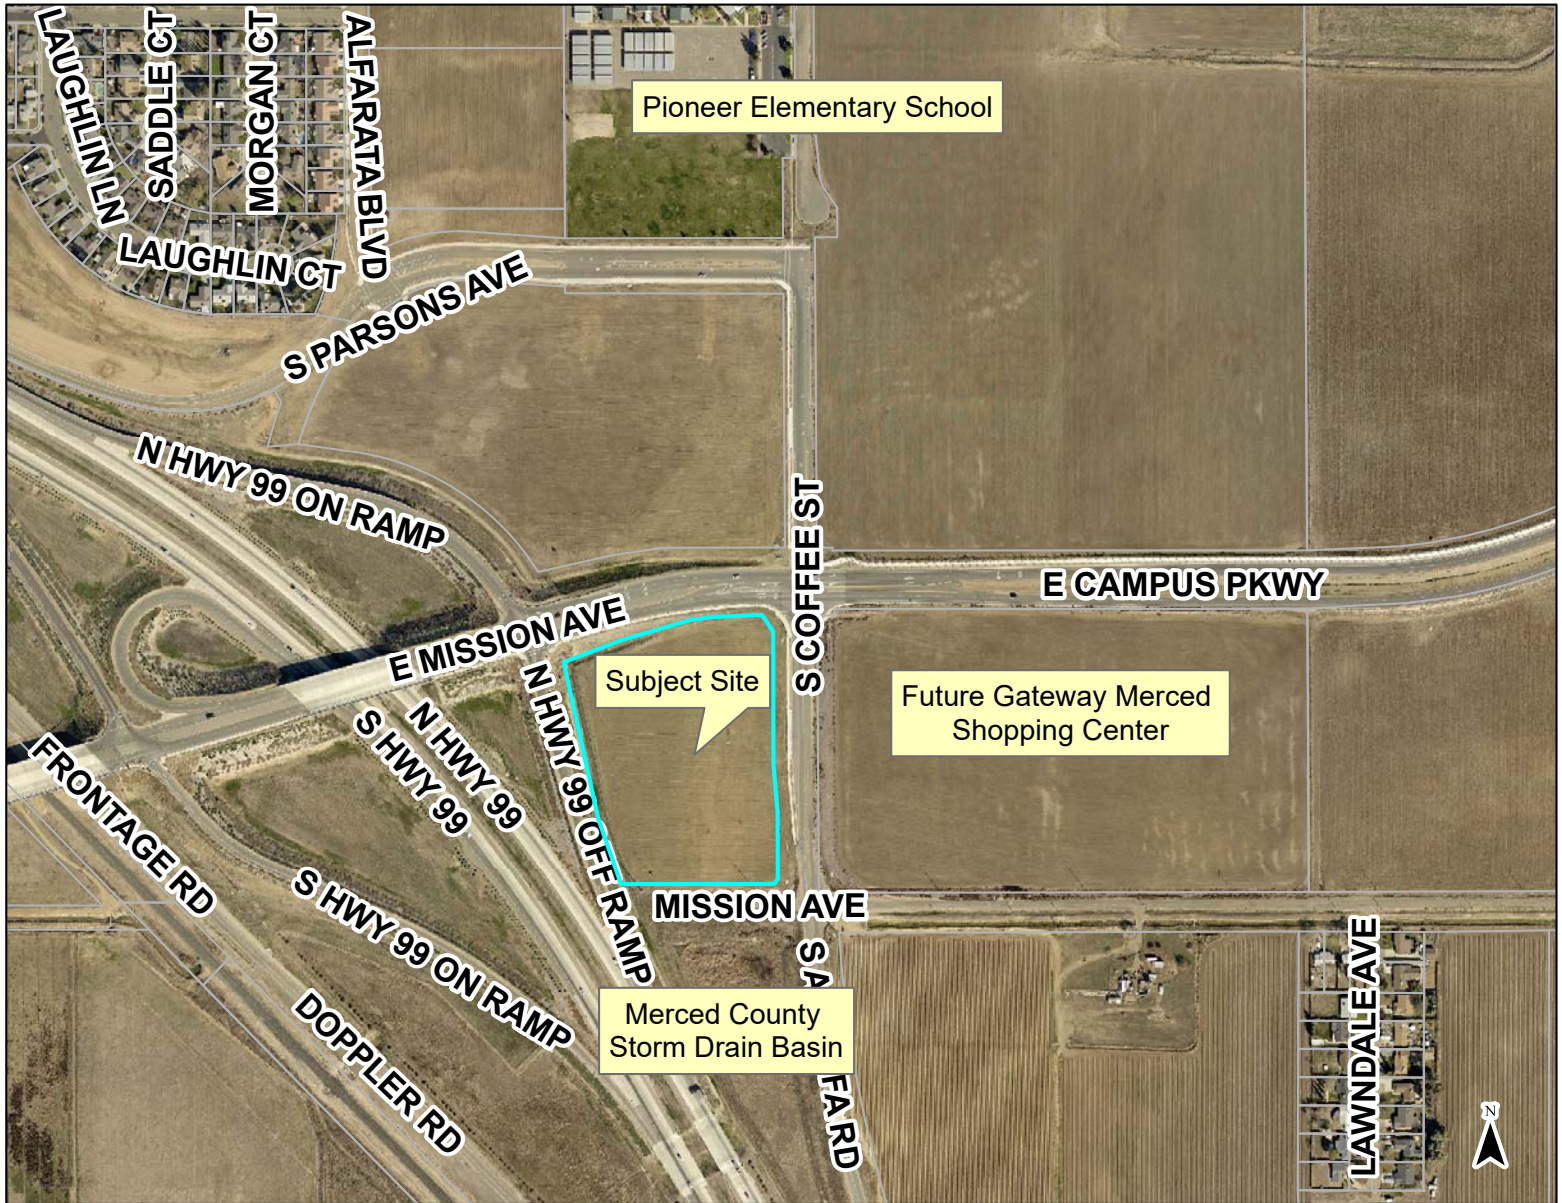 LAUGHLIN LN
SADDLE CT
MORGAN CT
ALFARATA BLVD
Pioneer Elementary School
LAUGHLIN CT
S PARSONS AVE
N HWY 99 ON RAMP
S COFFEE ST
E CAMPUS PKWY
E MISSION AVE
Subject Site
Future Gateway Merced
Shopping Center
N HWY 99 OFF RAMP
N HWY 99
S HWY 99
FRONTAGE RD
S HWY 99 ON RAMP
MISSION AVE
DOPPLER RD
Merced County
Storm Drain Basin
S A
FA RD
LAWNDALE AVE
N